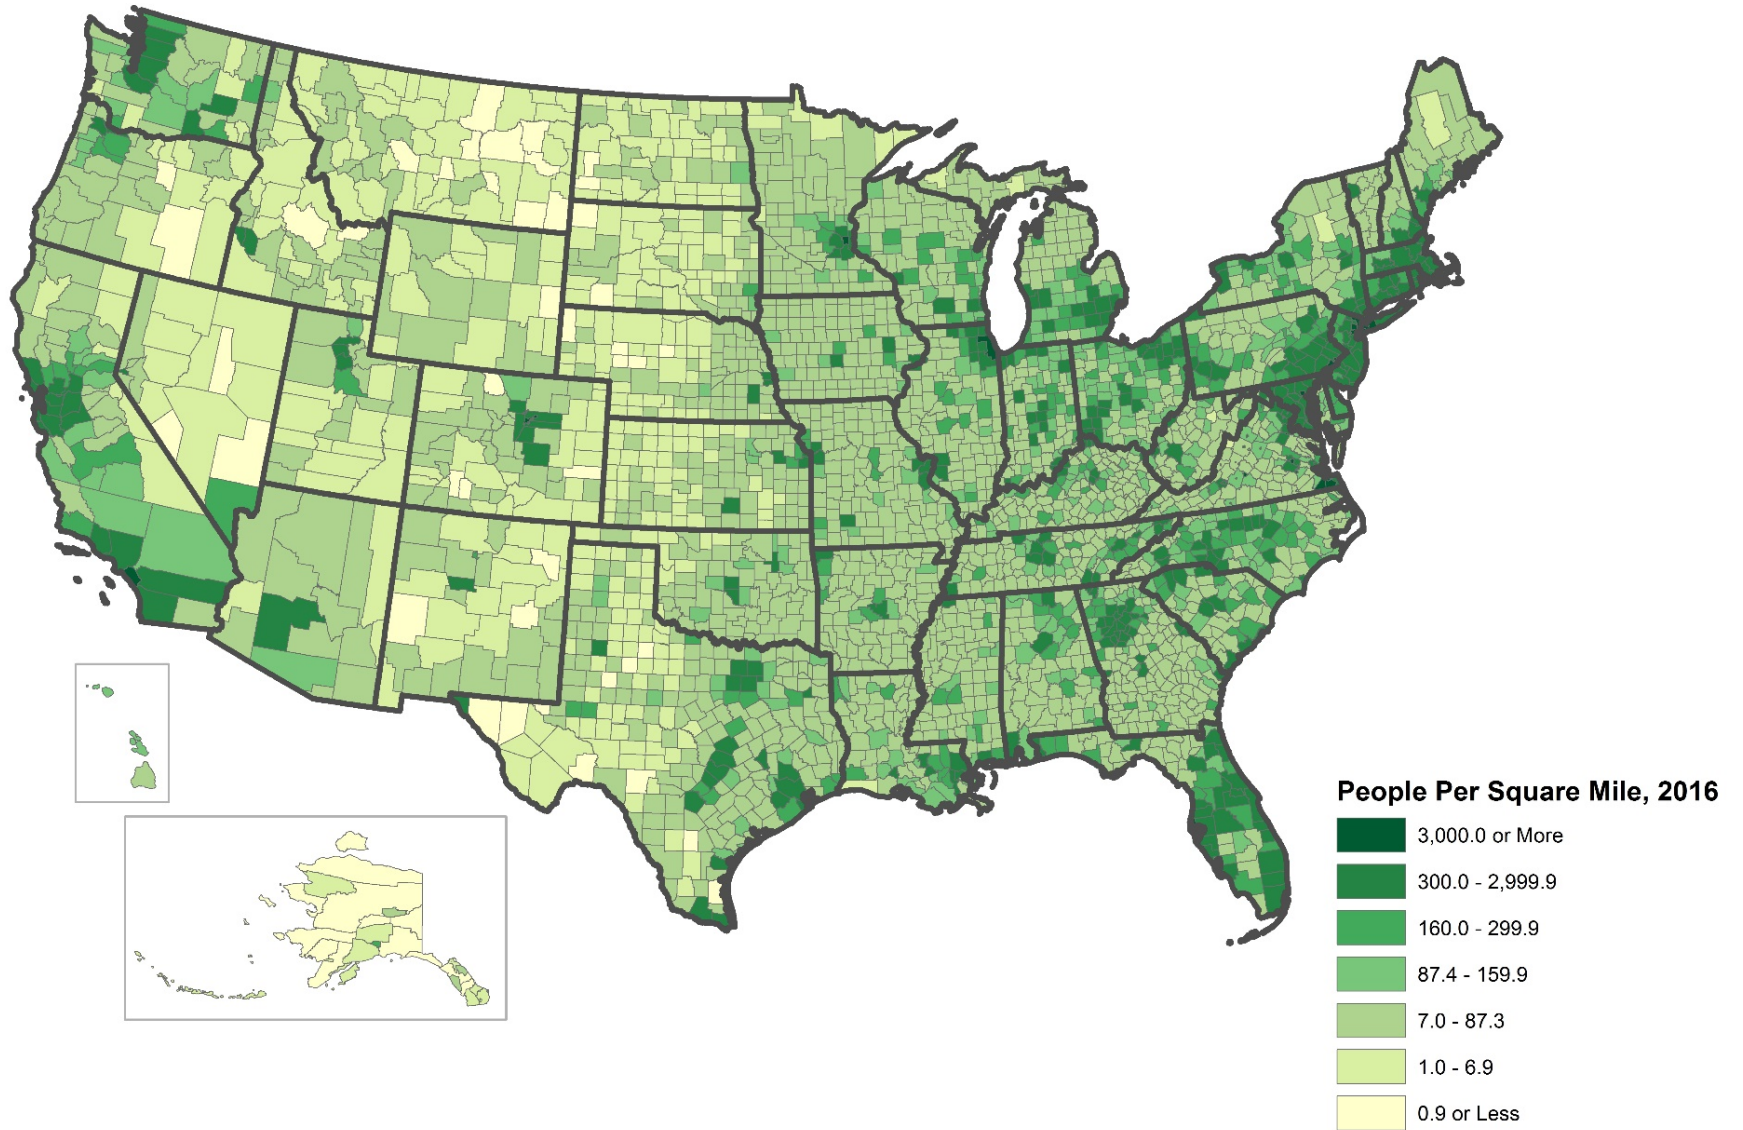 People Per Square Mile, 2016
3,000.0 or More
300.0 - 2,999.9
160.0 - 299.9
87.4 - 159.9
7.0 - 87.3
1.0 - 6.9
0.9 or Less